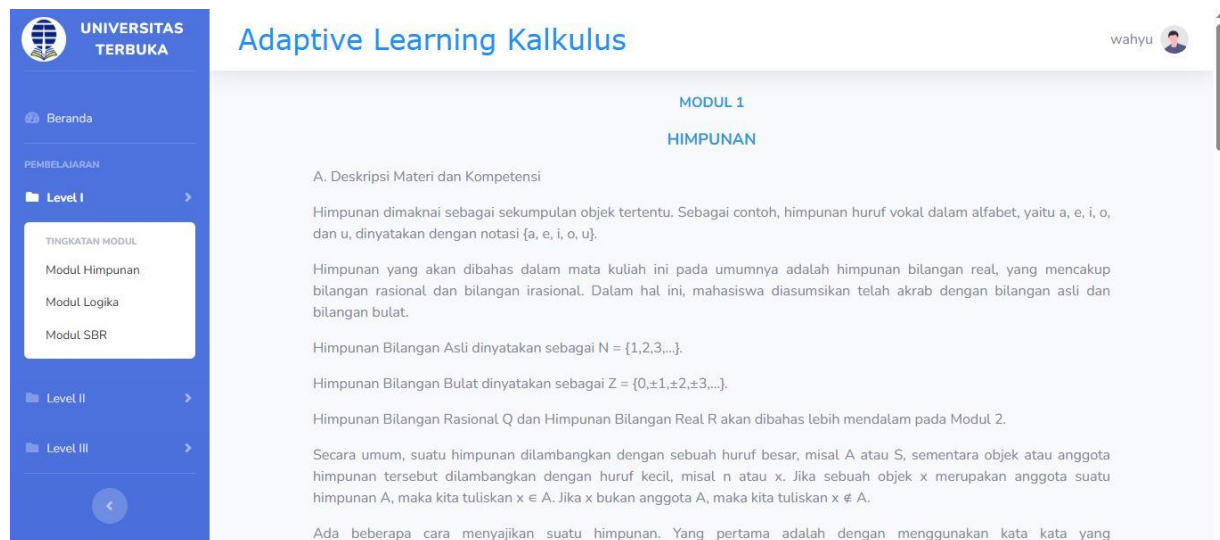 UNIVERSITAS
TERBUKA
Adaptive Learning Kalkulus
wahyu
Beranda
PEMBELAJARAN
Level I
TINGKATAN MODUL
Modul Himpunan
Modul Logika
Modul SBR
Level II
Level III
MODUL 1
HIMPUNAN
A. Deskripsi Materi dan Kompetensi
Himpunan dimaknai sebagai sekumpulan objek tertentu. Sebagai contoh, himpunan huruf vokal dalam alfabet, yaitu a, e, i, o,
dan u, dinyatakan dengan notasi {a, e, i, o, u}.
Himpunan yang akan dibahas dalam mata kuliah ini pada umumnya adalah himpunan bilangan real, yang mencakup
bilangan rasional dan bilangan irasional. Dalam hal ini, mahasiswa diasumsikan telah akrab dengan bilangan asli dan
bilangan bulat.
Himpunan Bilangan Asli dinyatakan sebagai N = {1,2,3,...}.
Himpunan Bilangan Bulat dinyatakan sebagai Z = {0,±1,±2,±3,...}.
Himpunan Bilangan Rasional Q dan Himpunan Bilangan Real R akan dibahas lebih mendalam pada Modul 2.
Secara umum, suatu himpunan dilambangkan dengan sebuah huruf besar, misal A atau S, sementara objek atau anggota
himpunan tersebut dilambangkan dengan huruf kecil, misal n atau x. Jika sebuah objek x merupakan anggota suatu
himpunan A, maka kita tuliskan x ∈ A. Jika x bukan anggota A, maka kita tuliskan x ∉ A.
Ada beberapa cara menyajikan suatu himpunan. Yang pertama adalah dengan menggunakan kata kata yang